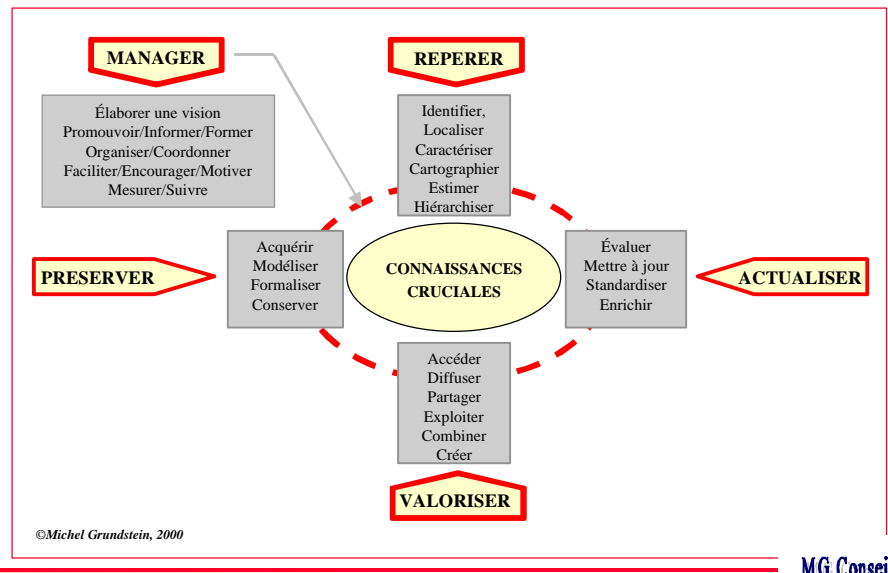 MANAGER
Élaborer une vision
Promouvoir/Informer/Former
Organiser/Coordonner
Faciliter/Encourager/Motiver
Mesurer/Suivre
REPERER
Identifier,
Localiser
Caractériser
Cartographier
Estimer
Hiérarchiser
PRESERVER
Acquérir
Modéliser
Formaliser
Conserver
CONNAISSANCES
CRUCIALES
Évaluer
Mettre à jour
Standardiser
Enrichir
ACTUALISER
Accéder
Diffuser
Partager
Exploiter
Combiner
Créer
VALORISER
©Michel Grundstein, 2000
MG Consei